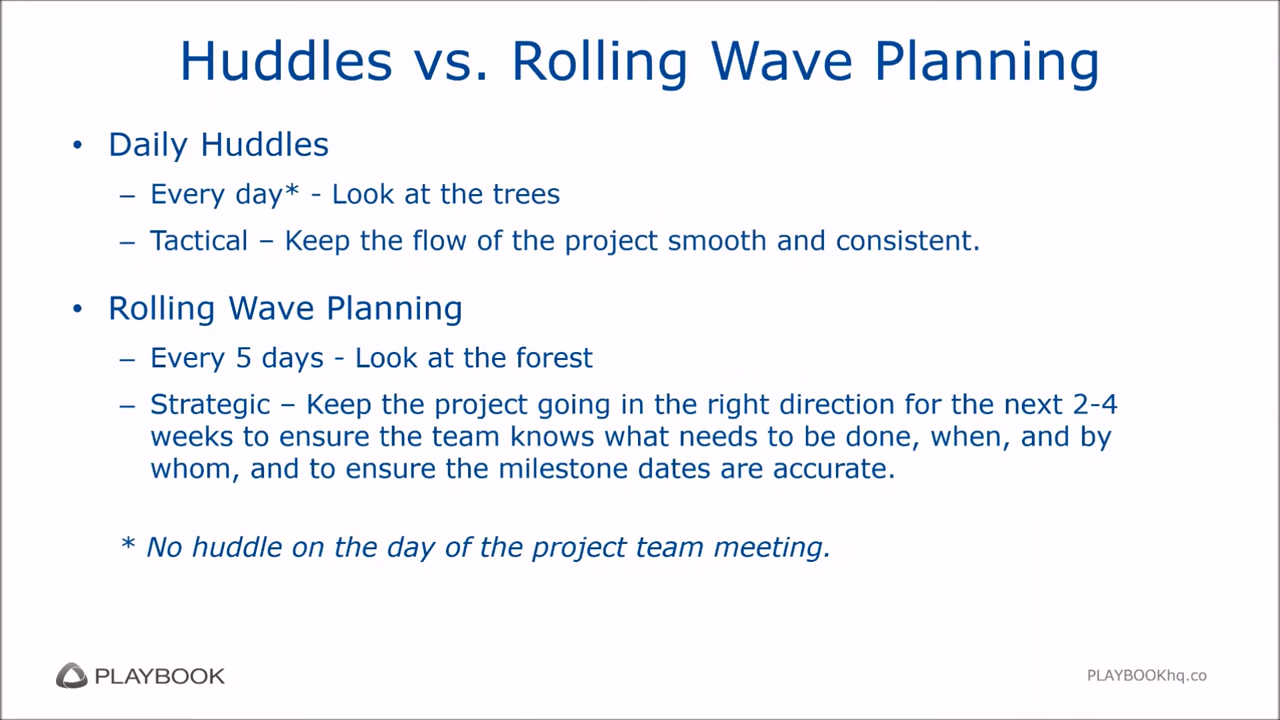 Huddles vs. Rolling Wave Planning
• Daily Huddles
– Every day* - Look at the trees
– Tactical – Keep the flow of the project smooth and consistent.
• Rolling Wave Planning
– Every 5 days - Look at the forest
– Strategic – Keep the project going in the right direction for the next 2-4
weeks to ensure the team knows what needs to be done, when, and by
whom, and to ensure the milestone dates are accurate.
* No huddle on the day of the project team meeting.
PLAYBOOK
PLAYBOOKhq.co